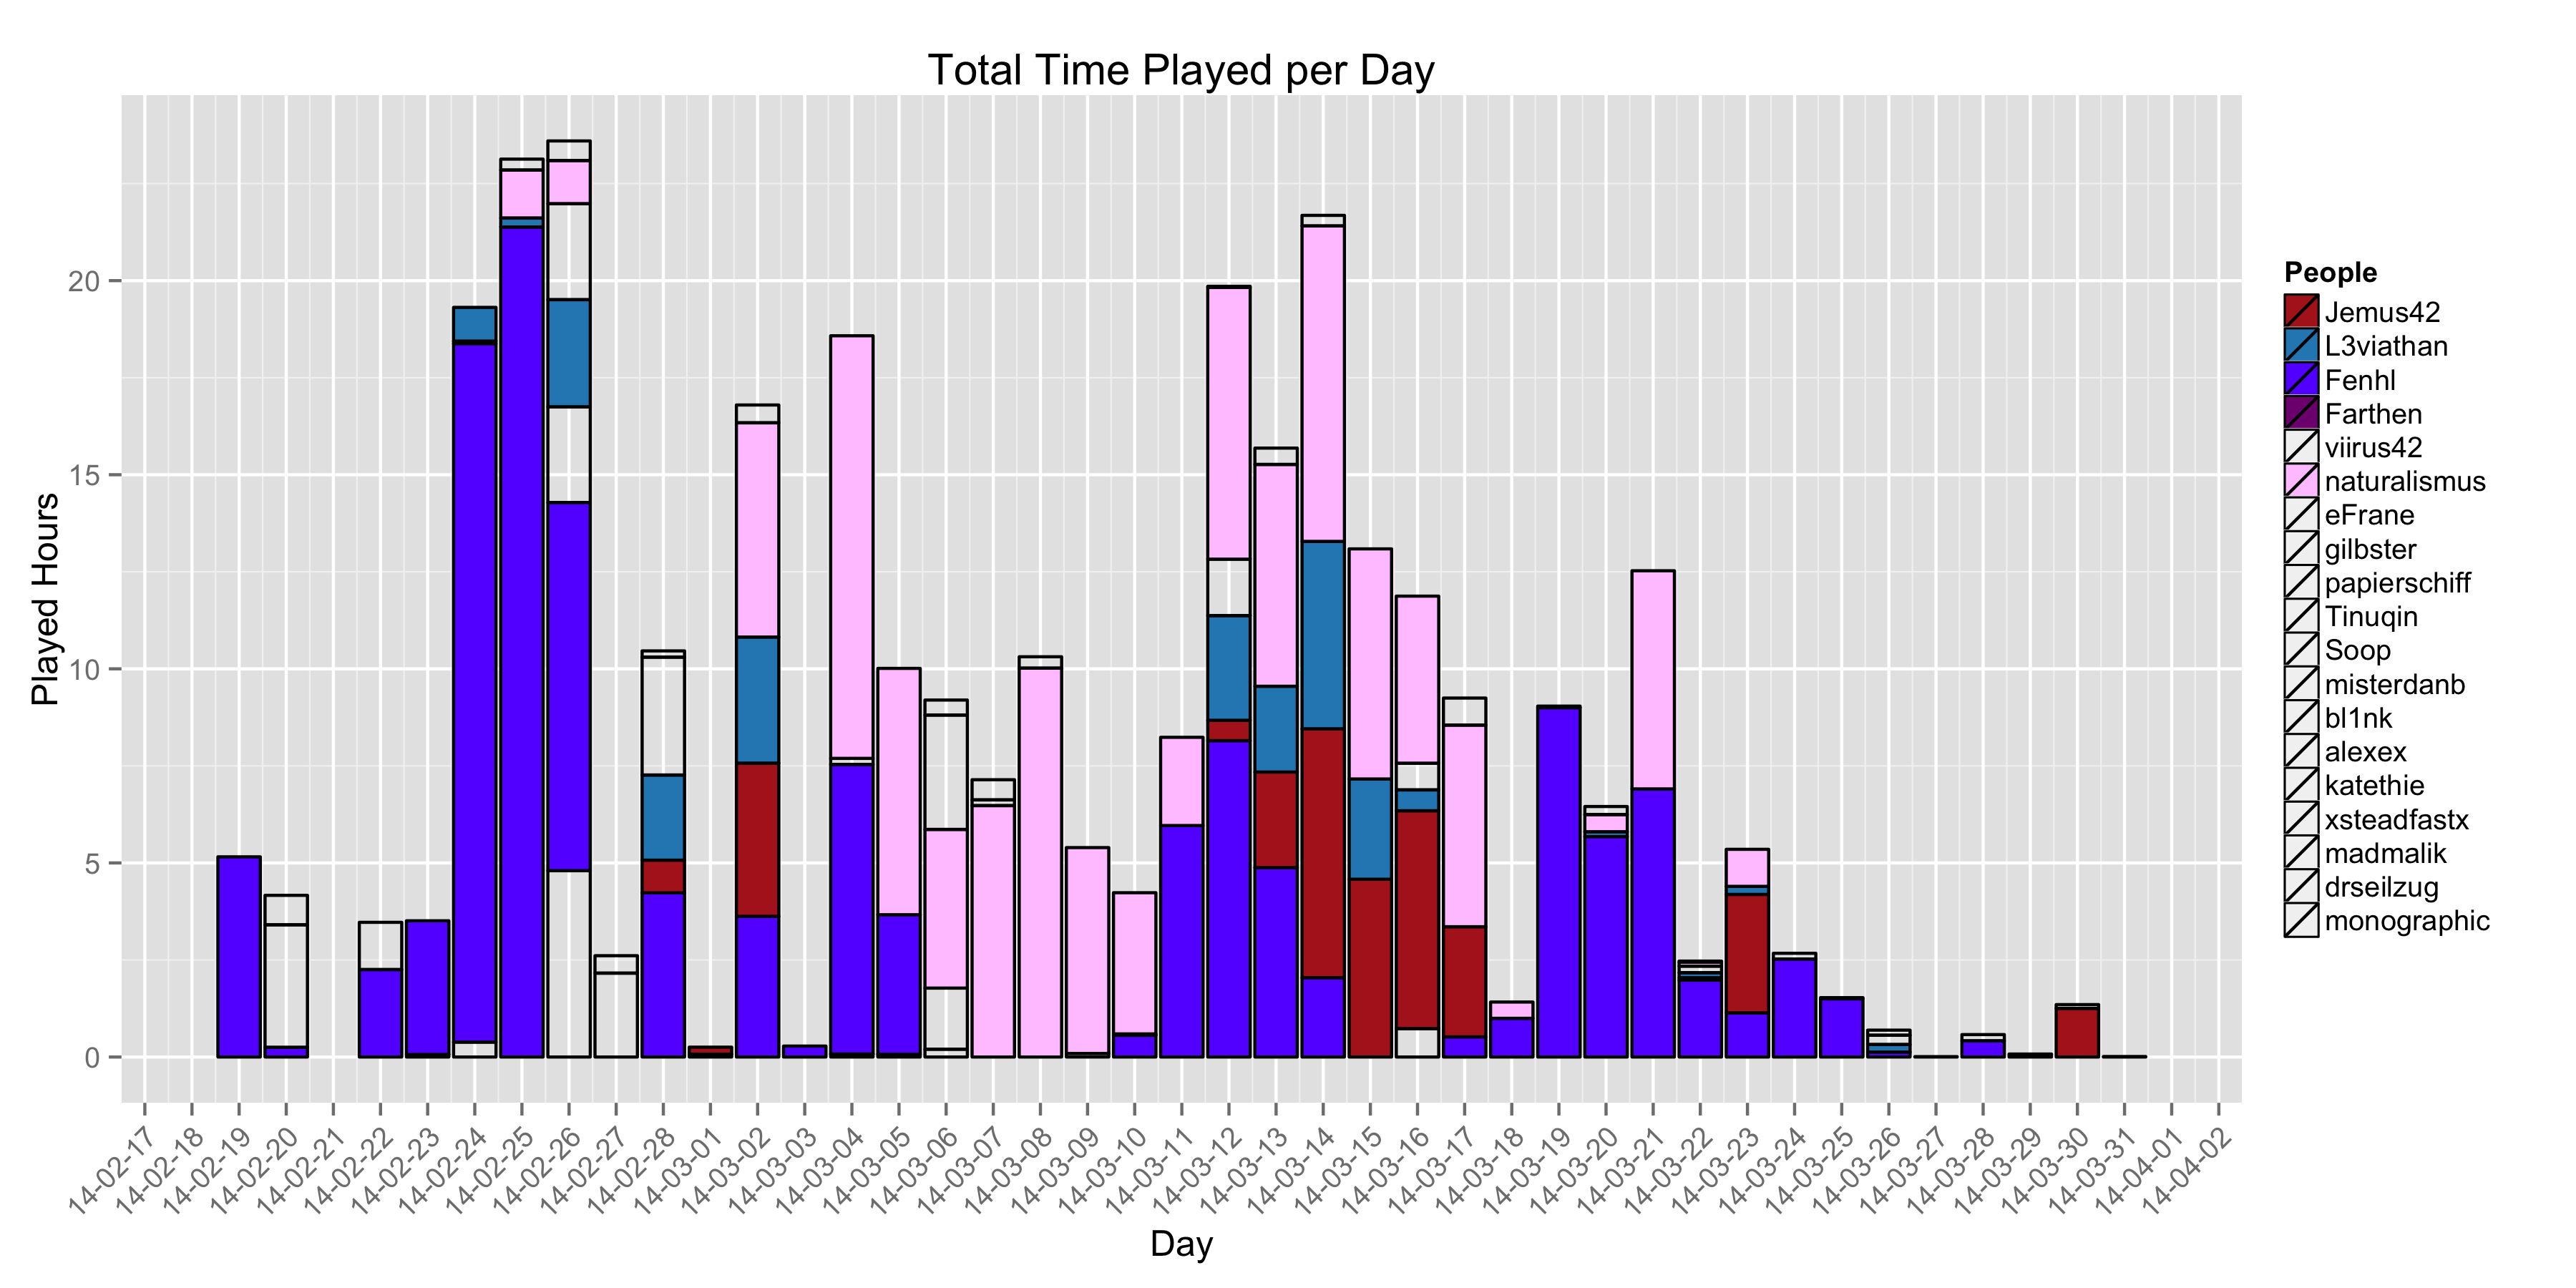 Total Time Played per Day
Played Hours
20
15
10
5
0
14-02-17
14-02-18
14-02-19
14-02-20
14-02-21
14-02-22
14-02-23
14-02-24
14-02-25
14-02-26
14-02-27
14-02-28
14-03-01
14-03-02
14-03-03
14-03-04
14-03-05
14-03-06
14-03-07
14-03-08
14-03-09
14-03-10
14-03-11
14-03-12
14-03-13
14-03-14
14-03-15
14-03-16
14-03-17
14-03-18
14-03-19
14-03-20
14-03-21
14-03-22
14-03-23
14-03-24
14-03-25
14-03-26
14-03-27
14-03-28
14-03-29
14-03-30
14-03-31
14-04-01
14-04-02
Day
People
Jemus42
L3viathan
Fenhl
Farthen
viirus42
naturalismus
eFrane
gilbster
papierschiff
Tinuqin
Soop
misterdanb
bl1nk
alexex
katethie
xsteadfastx
madmalik
drseilzug
monographic